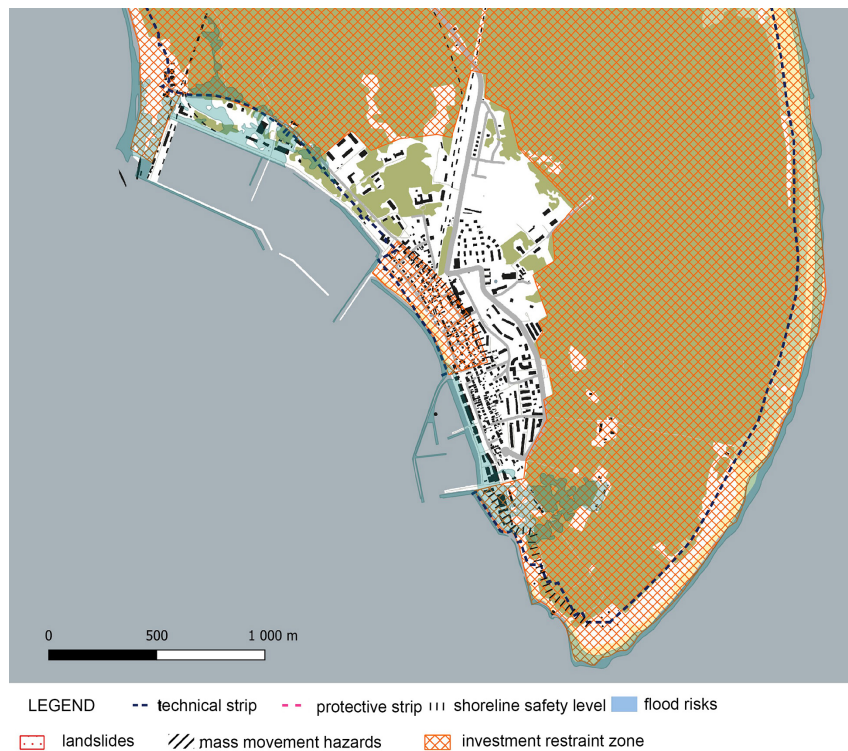 0 500 1 000 m
LEGEND technical strip protective strip shoreline safety level flood risks
landslides mass movement hazards investment restraint zone